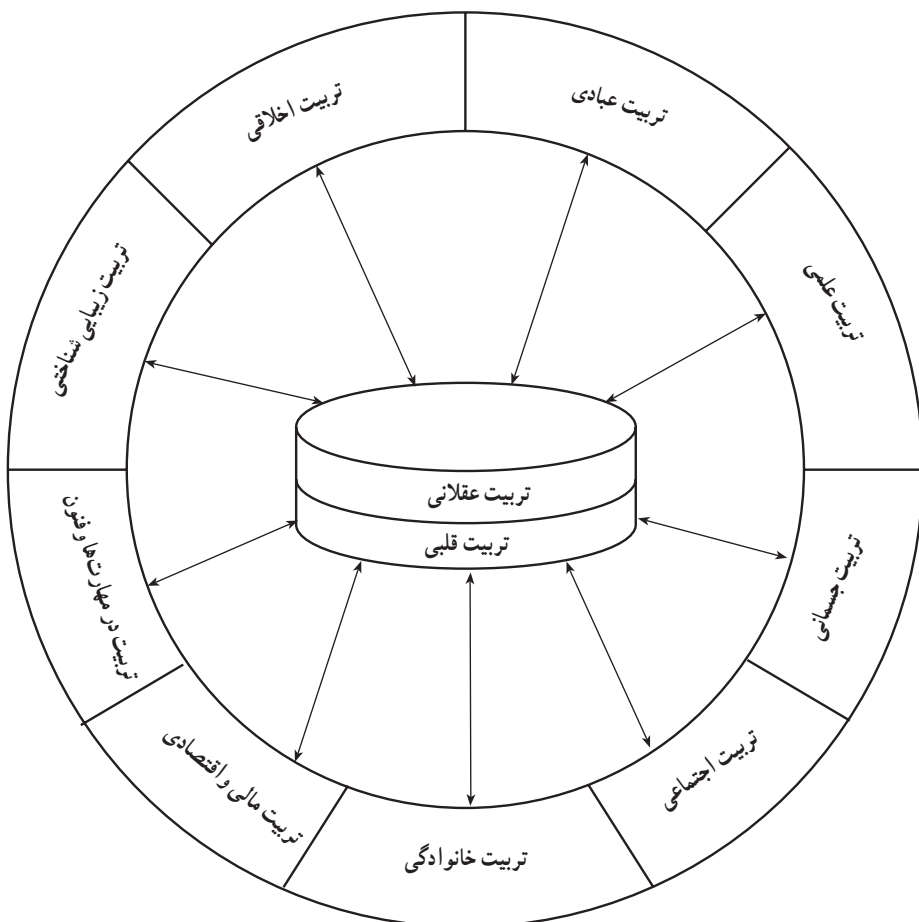 تربیت عبادی
تربیت اخلاقی
تربیت علمی
تربیت زیبایی شناختی
تربیت عقلانی
تربیت قلبی
تربیت جسمانی
تربیت در مهارت‌ها و فنون
تربیت اجتماعی
تربیت مالی و اقتصادی
تربیت خانوادگی